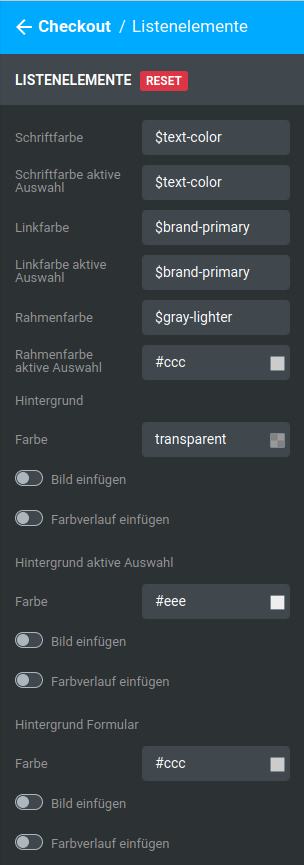 Checkout / Listenelemente
LISTENELEMENTE RESET
Schriftfarbe $text-color
Schriftfarbe aktive
Auswahl $text-color
Linkfarbe $brand-primary
Linkfarbe aktive
Auswahl $brand-primary
Rahmenfarbe $gray-lighter
Rahmenfarbe
aktive Auswahl #ccc
Hintergrund
Farbe transparent
Bild einfügen
Farbverlauf einfügen
Hintergrund aktive Auswahl
Farbe #eee
Bild einfügen
Farbverlauf einfügen
Hintergrund Formular
Farbe #ccc
Bild einfügen
Farbverlauf einfügen